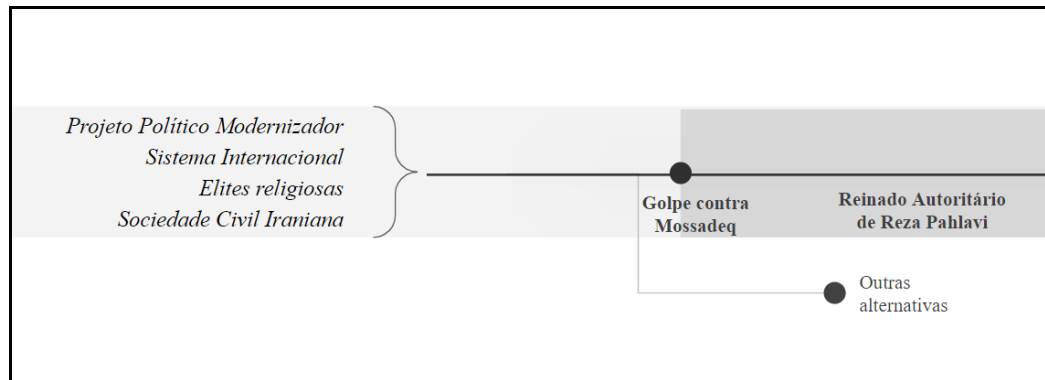 Projeto Político Modernizador
Sistema Internacional
Elites religiosas
Sociedade Civil Iraniana
Golpe contra
Mossadeq
Reinado Autoritário
de Reza Pahlavi
Outras
alternativas